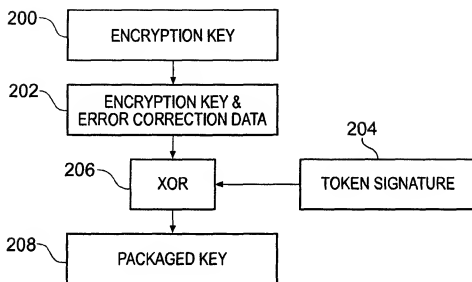 200
ENCRYPTION KEY
202
ENCRYPTION KEY &
ERROR CORRECTION DATA
204
206
XOR
TOKEN SIGNATURE
208
PACKAGED KEY